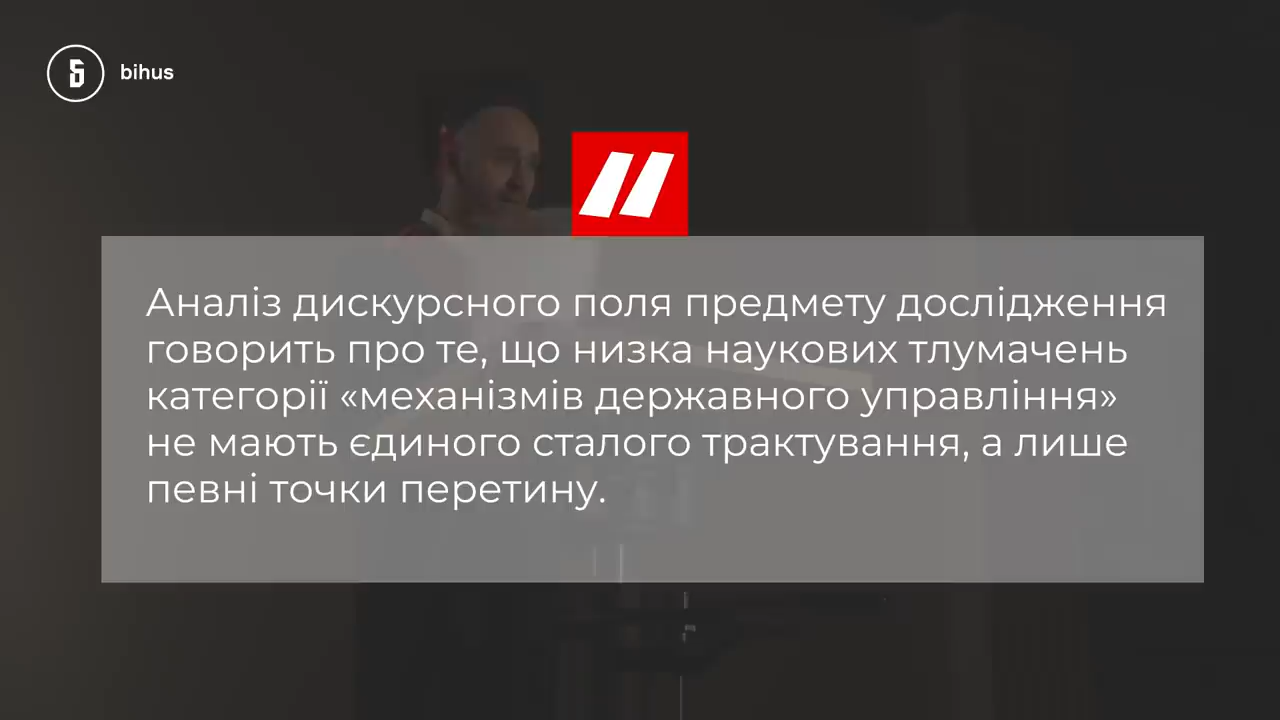 bihus
Аналіз дискурсного поля предмету дослідження
говорить про те, що низка наукових тлумачень
категорії «механізмів державного управління»
не мають єдиного сталого трактування, а лише
певні точки перетину.